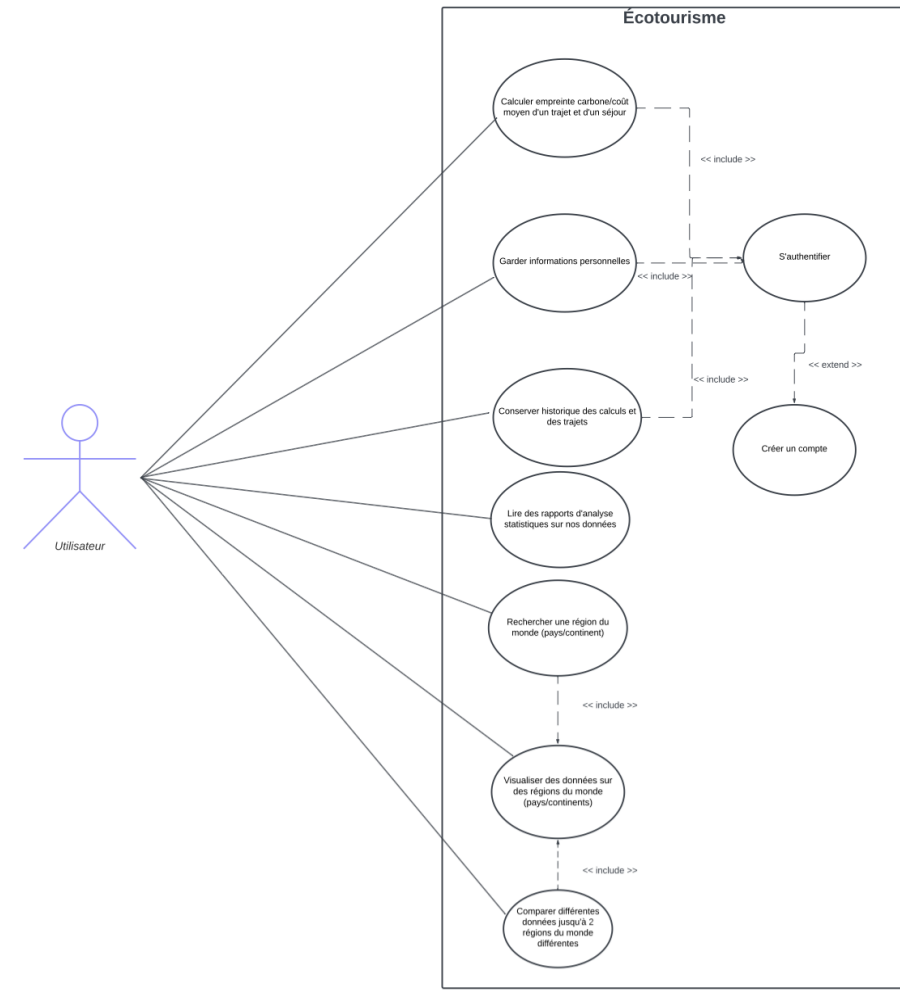 Écotourisme
Calculer empreinte carbone/coût
moyen d'un trajet et d'un séjour
<< include >>
Garder informations personnelles
<< include >>
S'authentifier
<< extend >>
<< include >>
Conserver historique des calculs et
des trajets
Créer un compte
Lire des rapports d'analyse
statistiques sur nos données
Utilisateur
Rechercher une région du
monde (pays/continent)
<< include >>
Visualiser des données sur
des régions du monde
(pays/continents)
<< include >>
Comparer différentes
données jusqu'à 2
régions du monde
différentes